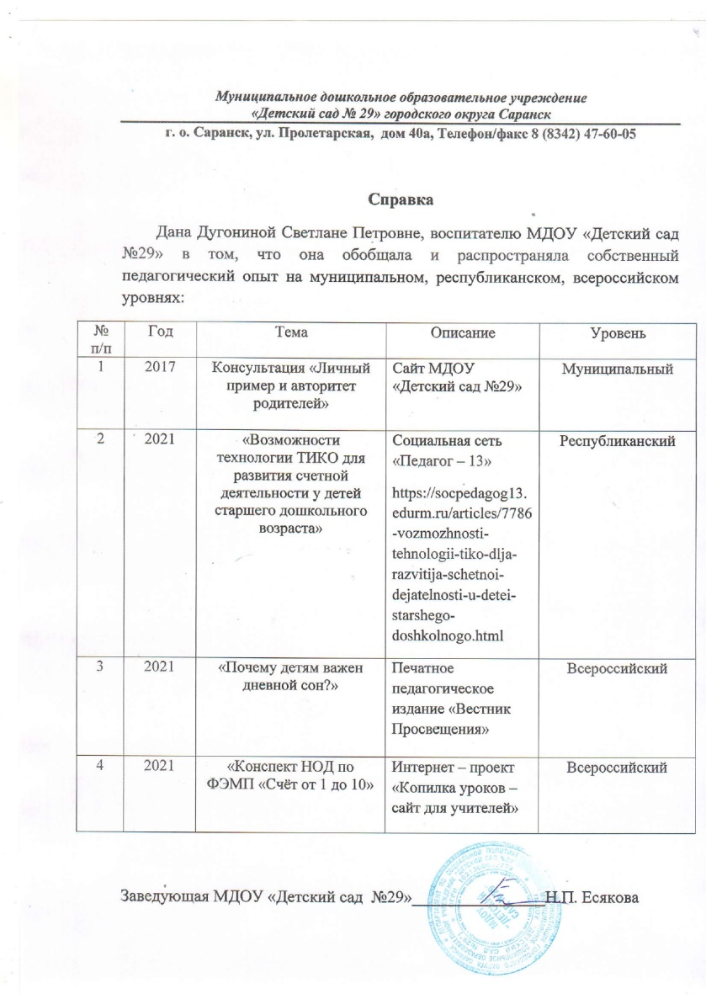 Муниципальное дошкольное образовательное учреждение
«Детский сад № 29» городского округа Саранск
г. о. Саранск, ул. Пролетарская, дом 40а, Телефон/факс 8 (8342) 47-60-05
Справка
Дана Дугониной Светлане Петровне, воспитателю МДОУ «Детский сад
№29» в том, что она обобщала и распространяла собственный
педагогический опыт на муниципальном, республиканском, всероссийском
уровнях:
№ п/п Год Тема Описание Уровень
1 2017 Консультация «Личный
пример и авторитет
родителей»
Сайт МДОУ
«Детский сад №29»
Муниципальный
2 2021 «Возможности
технологии ТИКО для
развития счетной
деятельности у детей
старшего дошкольного
возраста»
Социальная сеть
«Педагог – 13»
https://socpedagog13.
edurm.ru/articles/7786
-vozmozhnosti-
tehnologii-tiko-dlja-
razvitija-schetnoi-
dejatelnosti-u-detei-
starshego-
doshkolnogo.html
Республиканский
3 2021 «Почему детям важен
дневной сон?»
Печатное
педагогическое
издание «Вестник
Просвещения»
Всероссийский
4 2021 «Конспект НОД по
ФЭМП «Счёт от 1 до 10»
Интернет – проект
«Копилка уроков –
сайт для учителей»
Всероссийский
Заведующая МДОУ «Детский сад №29» Н.П. Есякова